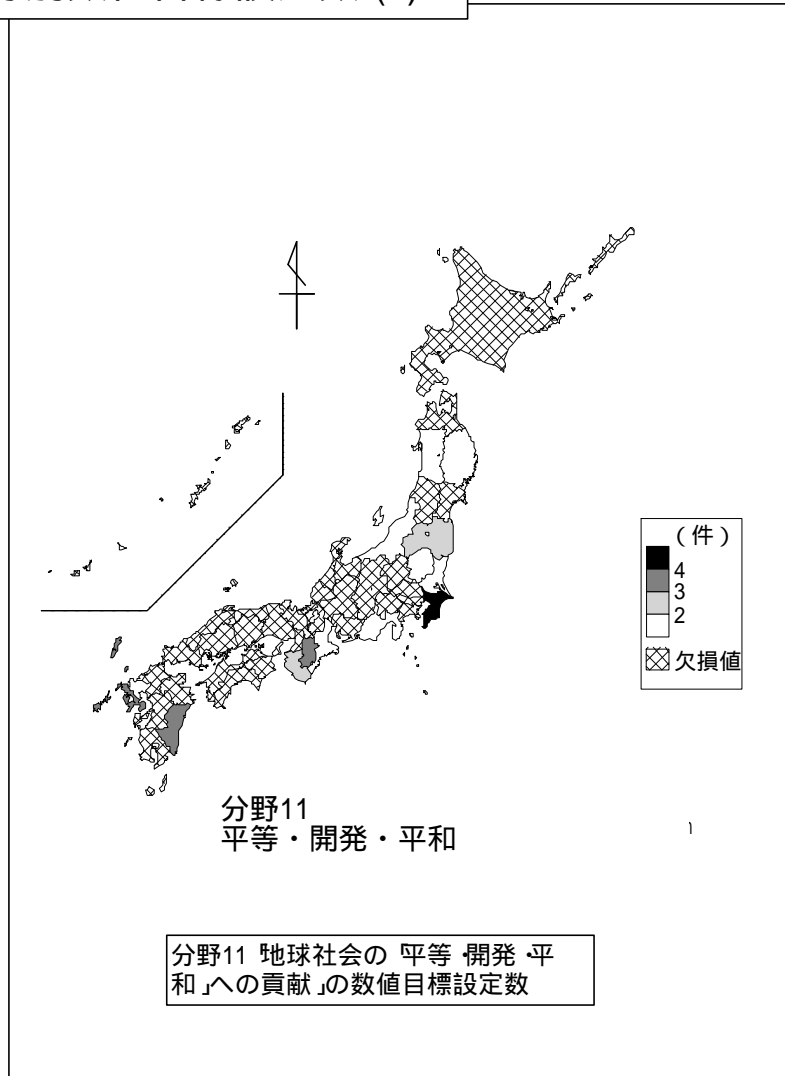 (件)
4
3
2
欠損値
分野11
平等・開発・平和
分野11 地球社会の 平等・開発・平
和」への貢献」の数値目標設定数